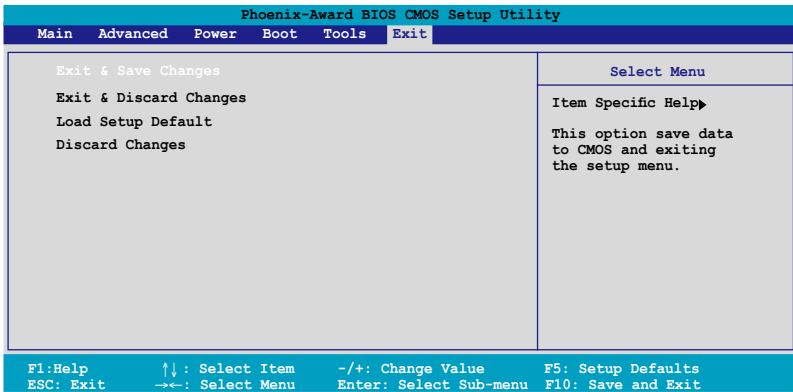 Phoenix-Award BIOS CMOS Setup Utility
Main Advanced Power Boot Tools Exit
Exit & Save Changes
Exit & Discard Changes
Load Setup Default
Discard Changes
Select Menu
Item Specific Help▶
This option save data
to CMOS and exiting
the setup menu.
F1:Help ↑↓: Select Item -/+: Change Value F5: Setup Defaults
ESC: Exit →←: Select Menu Enter: Select Sub-menu F10: Save and Exit